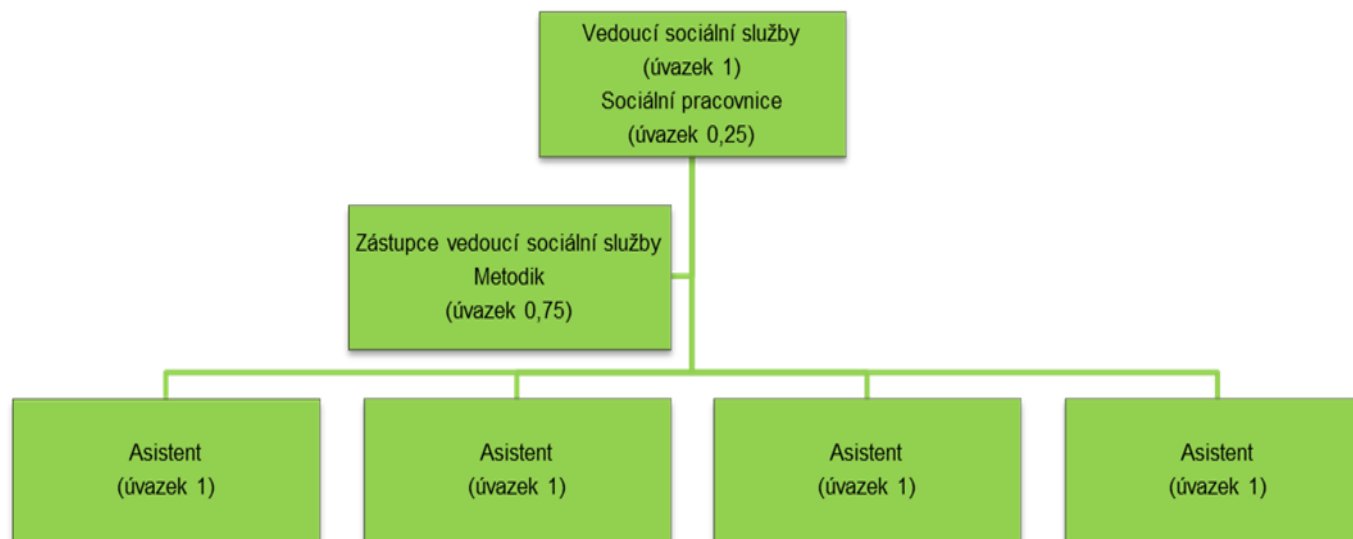 Vedoucí sociální služby
(úvazek 1)
Sociální pracovnice
(úvazek 0,25)
Zástupce vedoucí sociální služby
Metodik
(úvazek 0,75)
Asistent
(úvazek 1)
Asistent
(úvazek 1)
Asistent
(úvazek 1)
Asistent
(úvazek 1)